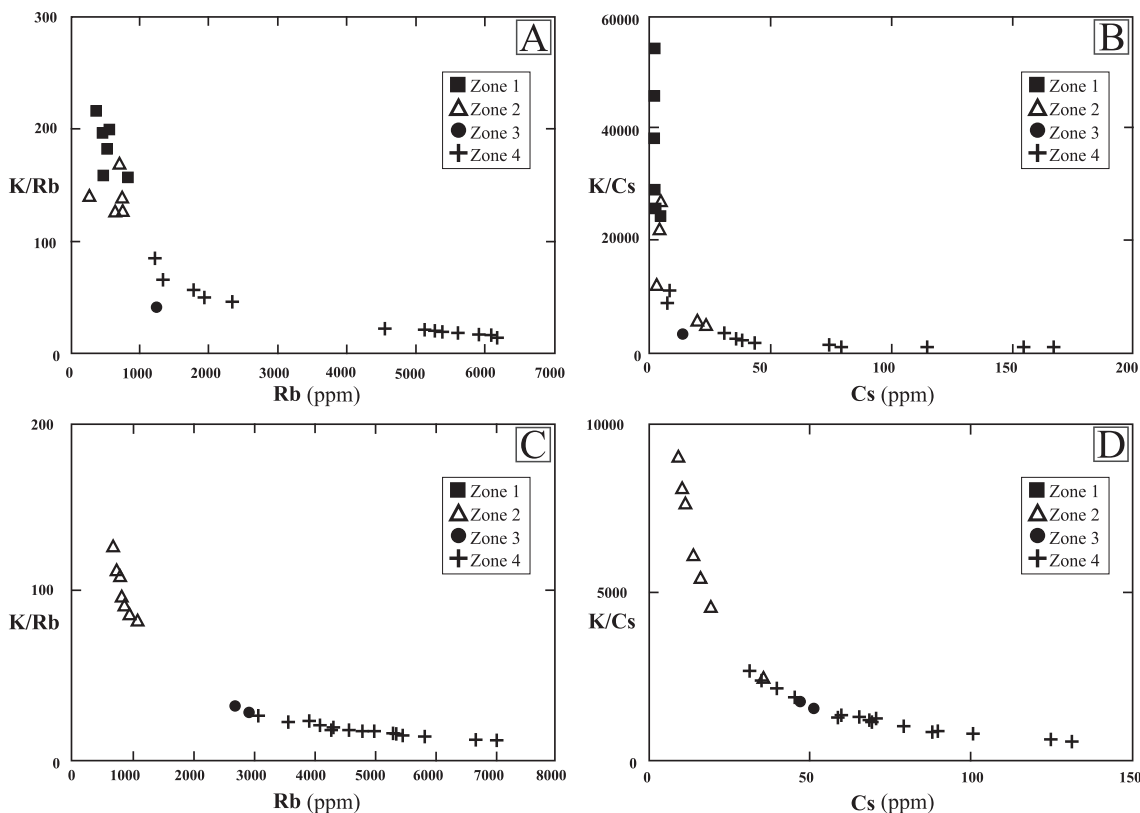 A
300
200
100
0
K/Rb
Zone 1
Zone 2
Zone 3
Zone 4
0 1000 2000 3000 4000 5000 6000 7000
Rb (ppm)
B
60000
40000
20000
0
K/Cs
Zone 1
Zone 2
Zone 3
Zone 4
0 50 100 150 200
Cs (ppm)
C
200
100
0
K/Rb
Zone 1
Zone 2
Zone 3
Zone 4
0 1000 2000 3000 4000 5000 6000 7000 8000
Rb (ppm)
D
10000
5000
0
K/Cs
Zone 1
Zone 2
Zone 3
Zone 4
0 50 100 150
Cs (ppm)